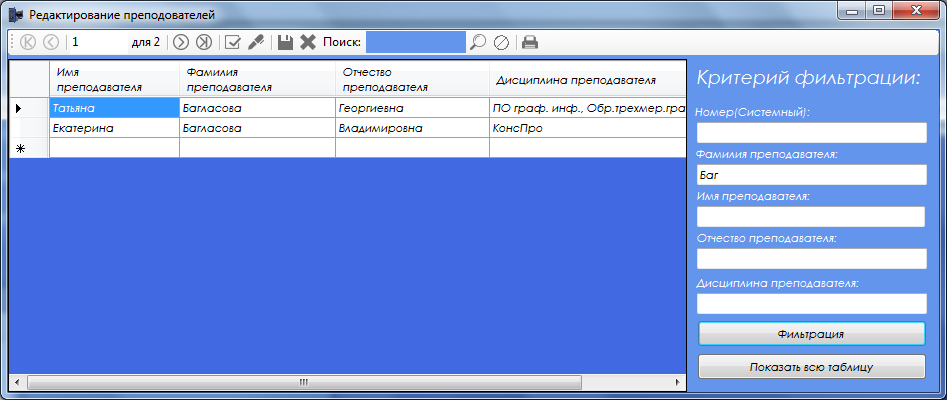 Редактирование преподователей
1 для 2 Поиск:
Имя преподавателя Фамилия преподавателя Отчество преподавателя Дисциплина преподавателя
Татьяна Багласова Георгиевна ПО граф. инф., Обр.трехмер.гра
Екатерина Багласова Владимировна КонсПро
Критерий фильтрации:
Номер(Системный):
Фамилия преподавателя:
Баг
Имя преподавателя:
Отчество преподавателя:
Дисциплина преподавателя:
Фильтрация
Показать всю таблицу